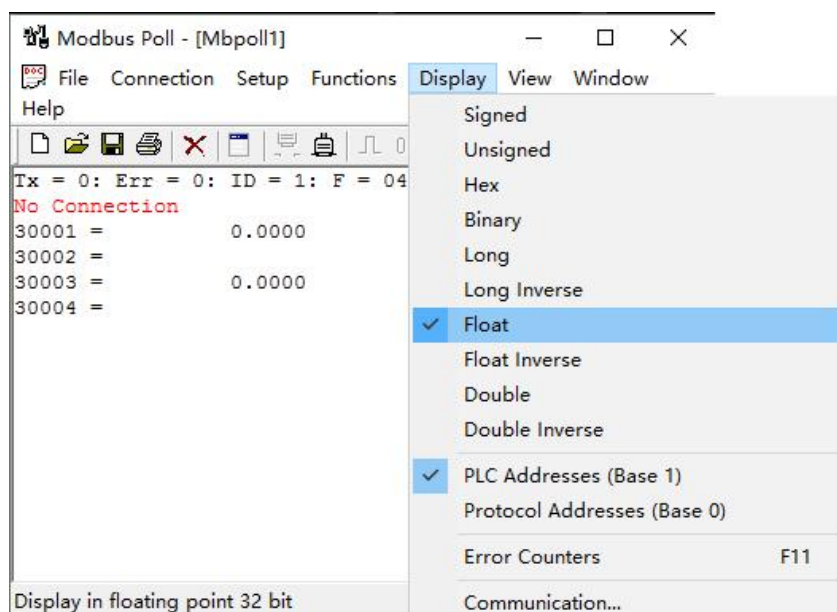 Modbus Poll - [Mbpoll1]
File Connection Setup Functions Display View Window
Help
Signed
Unsigned
Hex
Binary
Long
Long Inverse
Float
Float Inverse
Double
Double Inverse
PLC Addresses (Base 1)
Protocol Addresses (Base 0)
Error Counters F11
Communication...
Tx = 0: Err = 0: ID = 1: F = 04
No Connection
30001 = 0.0000
30002 =
30003 = 0.0000
30004 =
Display in floating point 32 bit